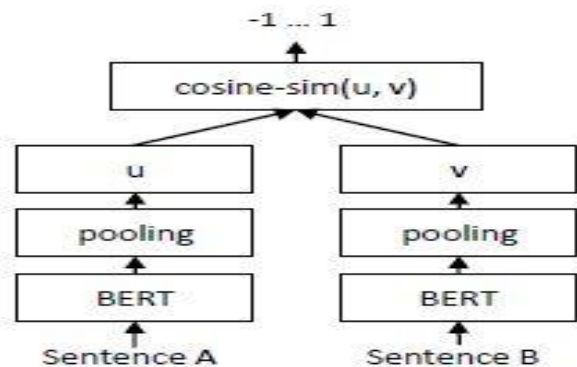 -1 ... 1
cosine-sim(u, v)
u v
pooling pooling
BERT BERT
Sentence A Sentence B